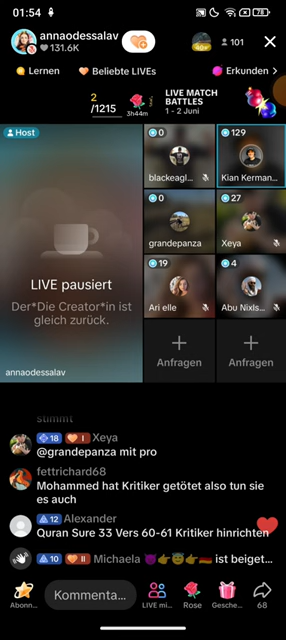 01:54
78
annaodessalav
131.6K
101
Lernen
Beliebte LIVEs
Erkunden
2
/1215
3h44m
LIVE MATCH
BATTLES
1 - 2 Juni
Host
LIVE pausiert
Der*Die Creator*in ist
gleich zurück.
annaodessalav
0
blackeagl...
129
Kian Kerman...
0
grandepanza
27
Xeya
19
Ari elle
4
Abu Nixls...
Anfragen
Anfragen
stimmt
18 I Xeya
@grandepanza mit pro
fettrichard68
Mohammed hat Kritiker getötet also tun sie
es auch
12 Alexander
Quran Sure 33 Vers 60-61 Kritiker hinrichten
10 II Michaela 😈👉😇👉🇩🇪 ist beiget...
Abonn...
Kommenta...
LIVE mi...
Rose
Gesche...
68